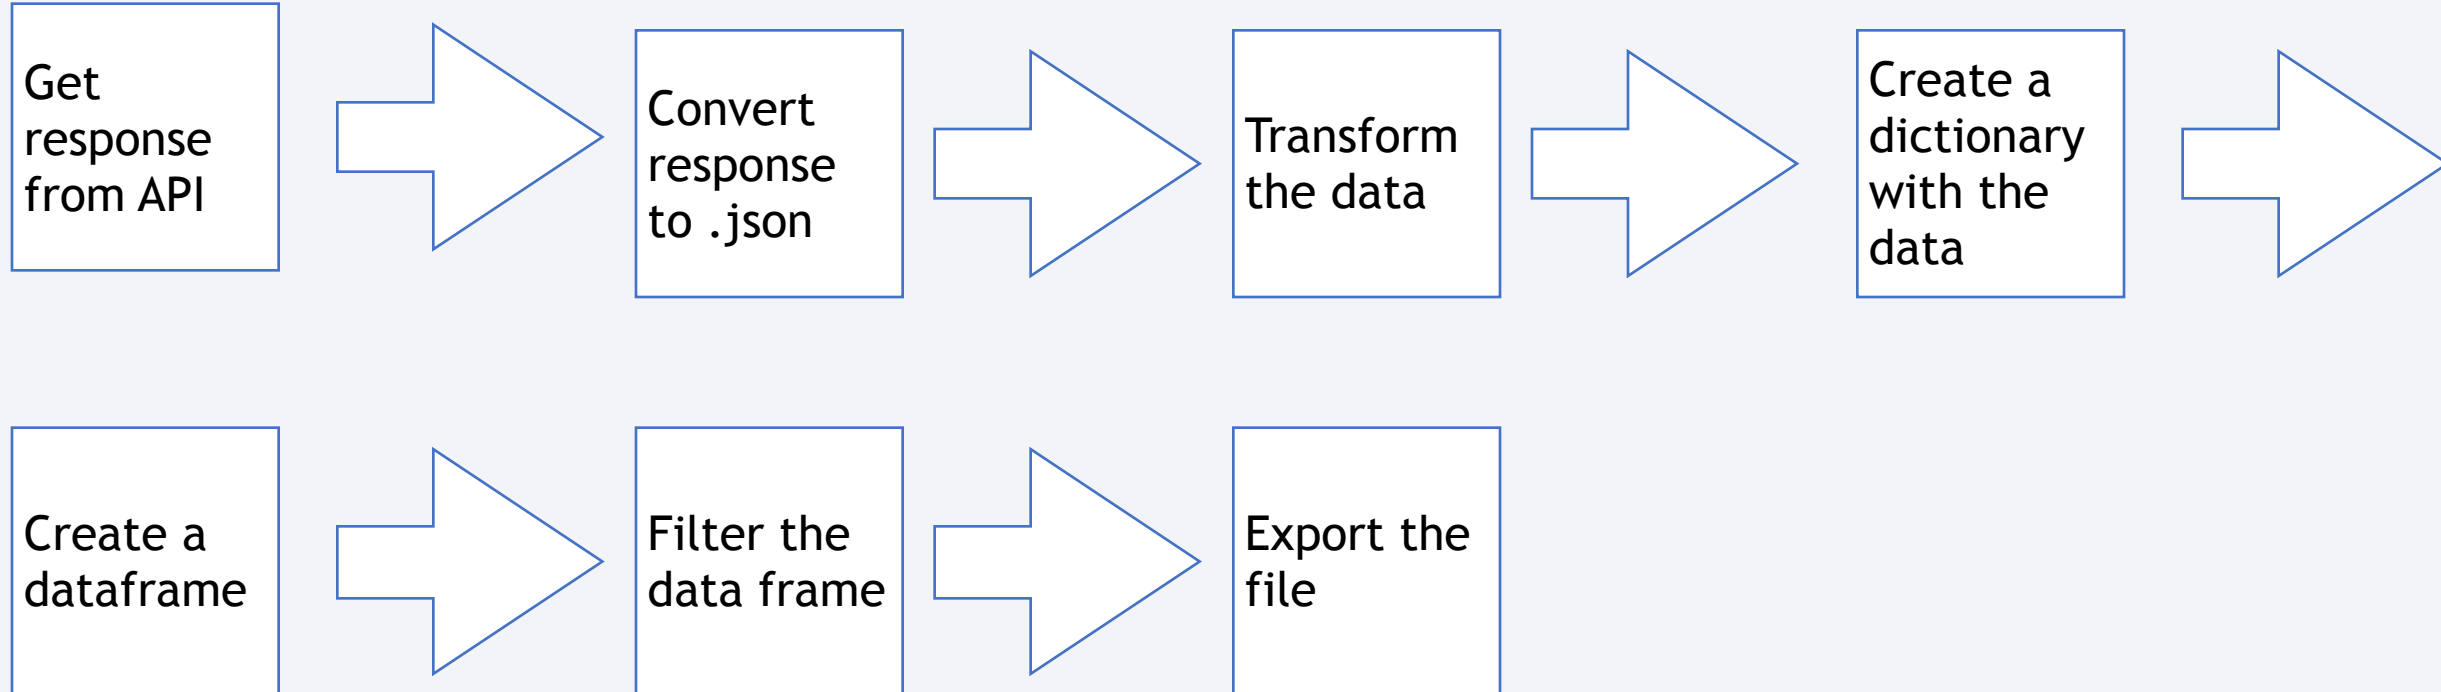 Get
response
from API
Convert
response
to .json
Transform
the data
Create a
dictionary
with the
data
Create a
dataframe
Filter the
data frame
Export the
file